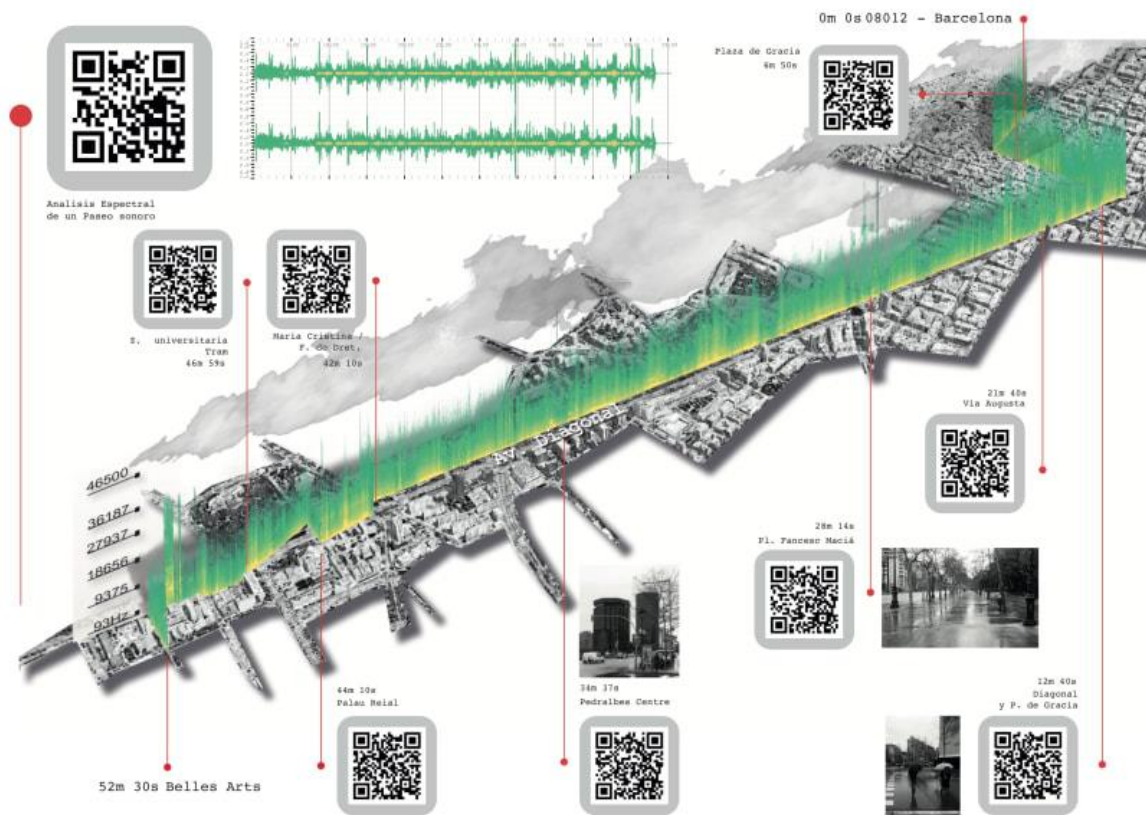 0m 0s 08012 - Barcelona
Plaza de Gracia
6m 50s
Analisis Espectral
de un Paseo sonoro
Z. universitaria
Tram
46m 59s
Maria Cristina /
F. de Dret.
42m 10s
Av Diagonal
21m 40s
Via Augusta
46500
36187
27937
18656
9375
93Hz
28m 14s
Pl. Fancesc Maciá
44m 10s
Palau Reial
34m 37s
Pedralbes Centre
12m 40s
Diagonal
y P. de Gracia
52m 30s Belles Arts